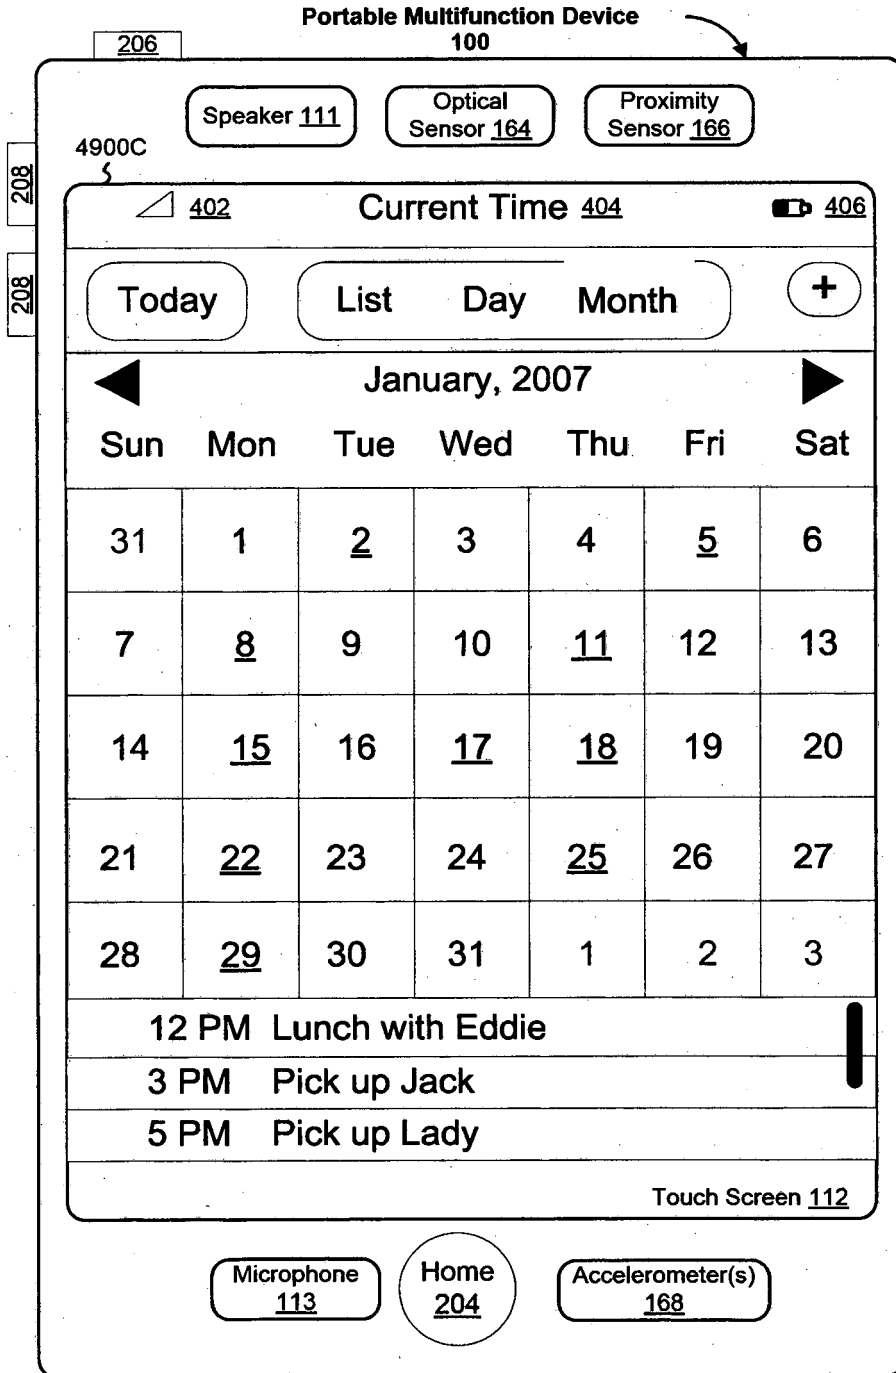 Portable Multifunction Device
100
206
Speaker 111
Optical
Sensor 164
Proximity
Sensor 166
4900C
208
208
402
Current Time 404
406
Today
List Day Month
+
January, 2007
Sun Mon Tue Wed Thu Fri Sat
31 1 2 3 4 5 6
7 8 9 10 11 12 13
14 15 16 17 18 19 20
21 22 23 24 25 26 27
28 29 30 31 1 2 3
12 PM Lunch with Eddie
3 PM Pick up Jack
5 PM Pick up Lady
Touch Screen 112
Microphone
113
Home
204
Accelerometer(s)
168